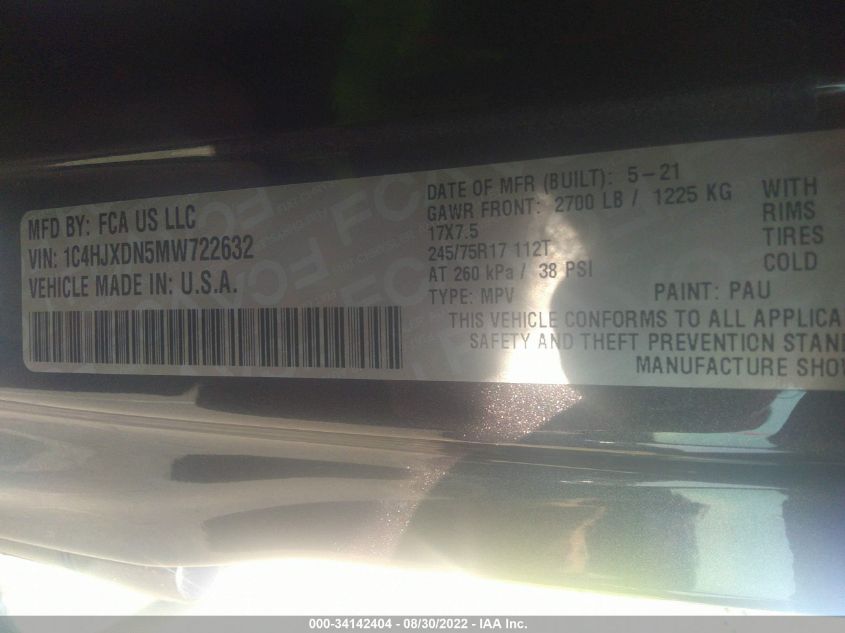 MFD BY: FCA US LLC
VIN: 1C4HJXDN5MW722632
VEHICLE MADE IN: U.S.A.
DATE OF MFR (BUILT): 5-21
GAWR FRONT: 2700 LB / 1225 KG
17X7.5
245/75R17 112T
AT 260 kPa / 38 PSI
WITH
RIMS
TIRES
COLD
TYPE: MPV PAINT: PAU
THIS VEHICLE CONFORMS TO ALL APPLICA
SAFETY AND THEFT PREVENTION STAND
MANUFACTURE SHOW
000-34142404 - 08/30/2022 - IAA Inc.